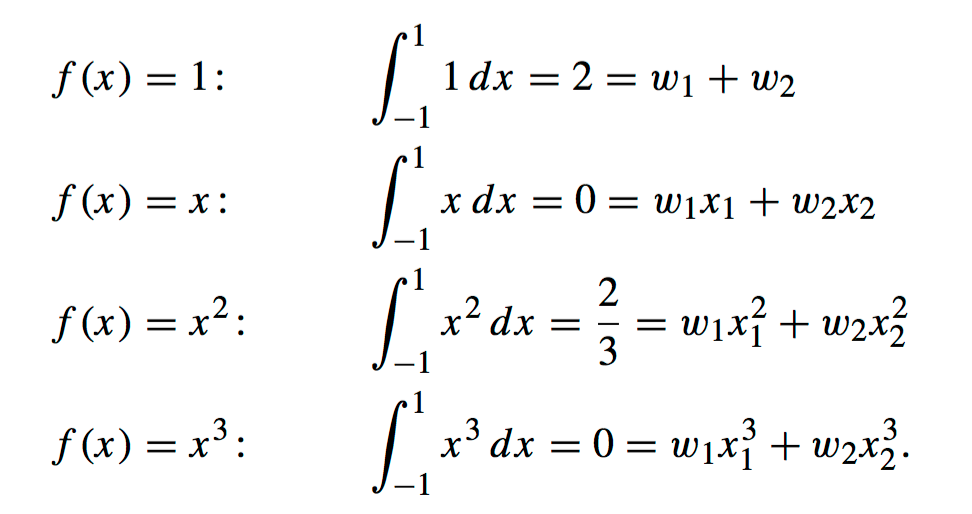 f(x) = 1: ∫_{-1}^{1} 1 dx = 2 = w_1 + w_2
f(x) = x: ∫_{-1}^{1} x dx = 0 = w_1x_1 + w_2x_2
f(x) = x^2: ∫_{-1}^{1} x^2 dx = \frac{2}{3} = w_1x_1^2 + w_2x_2^2
f(x) = x^3: ∫_{-1}^{1} x^3 dx = 0 = w_1x_1^3 + w_2x_2^3.